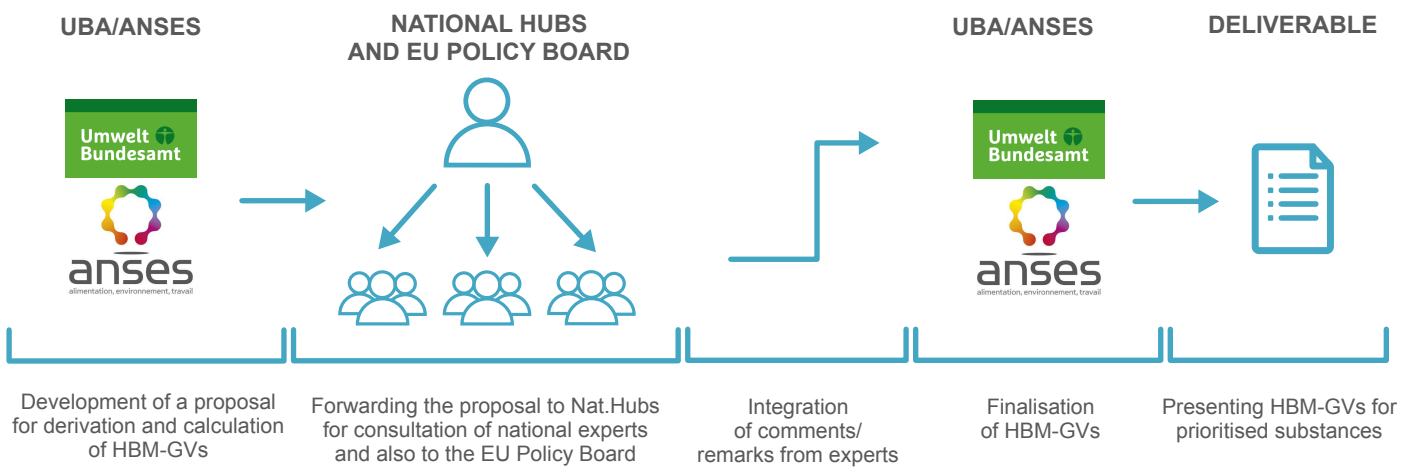 UBA/ANSES
NATIONAL HUBS
AND EU POLICY BOARD
UBA/ANSES
DELIVERABLE
Umwelt
Bundesamt
anses
alimentation, environnement, travail
Umwelt
Bundesamt
anses
alimentation, environnement, travail
Development of a proposal
for derivation and calculation
of HBM-GVs
Forwarding the proposal to Nat.Hubs
for consultation of national experts
and also to the EU Policy Board
Integration
of comments/
remarks from experts
Finalisation
of HBM-GVs
Presenting HBM-GVs for
prioritised substances